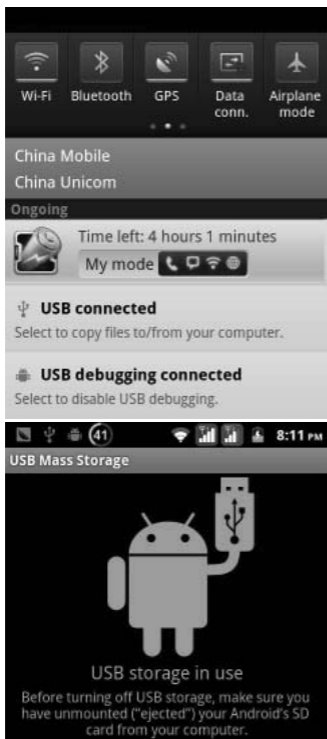 Wi-Fi Bluetooth GPS Data conn. Airplane mode
China Mobile
China Unicom
Ongoing
Time left: 4 hours 1 minutes
My mode
USB connected
Select to copy files to/from your computer.
USB debugging connected
Select to disable USB debugging.
41 8:11 PM
USB Mass Storage
USB storage in use
Before turning off USB storage, make sure you
have unmounted ("ejected") your Android's SD
card from your computer.